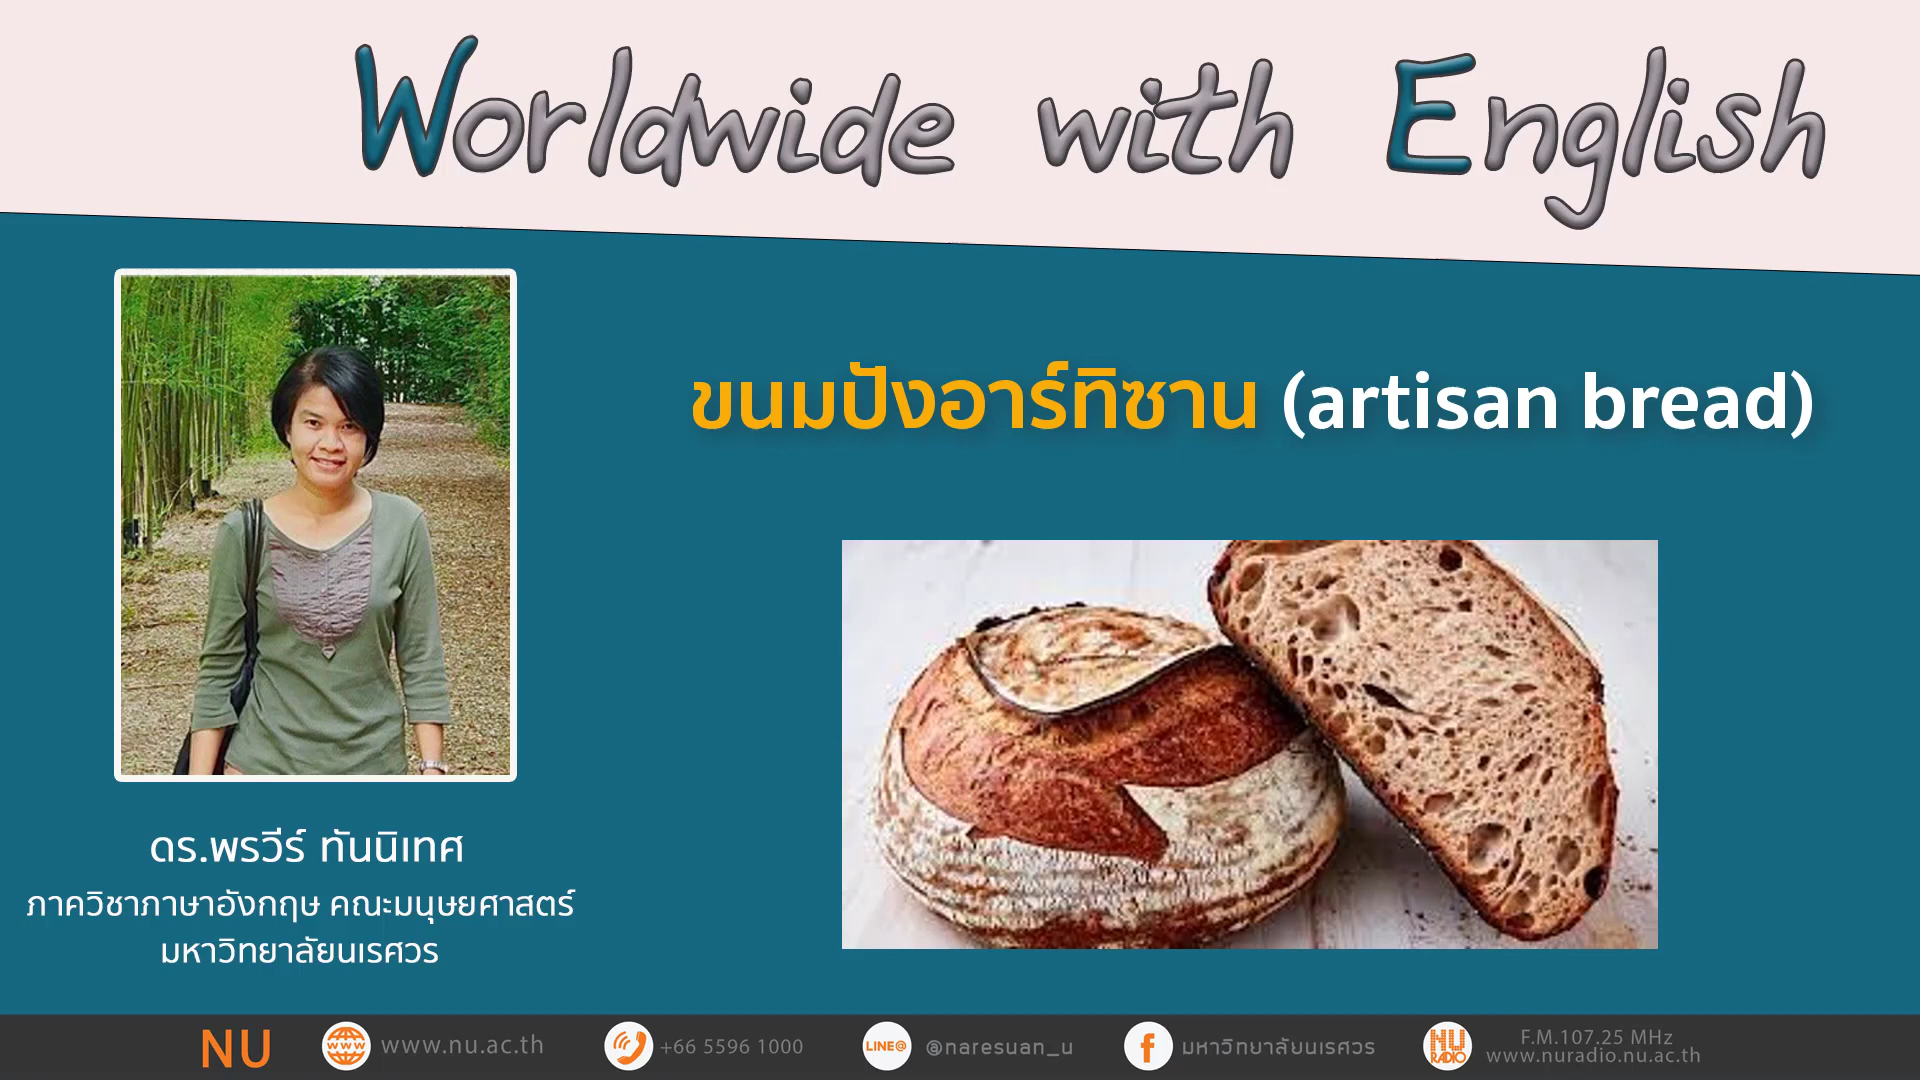 Worldwide with English
ขนมปังอาร์ทิซาน (artisan bread)
ดร.พรวีร์ ทันนิเทศ
ภาควิชาภาษาอังกฤษ คณะมนุษยศาสตร์
มหาวิทยาลัยนเรศวร
NU
www
www.nu.ac.th
+66 5596 1000
LINE@
@naresuan_u
f
มหาวิทยาลัยนเรศวร
NU
RADIO
F.M.107.25 MHz
www.nuradio.nu.ac.th